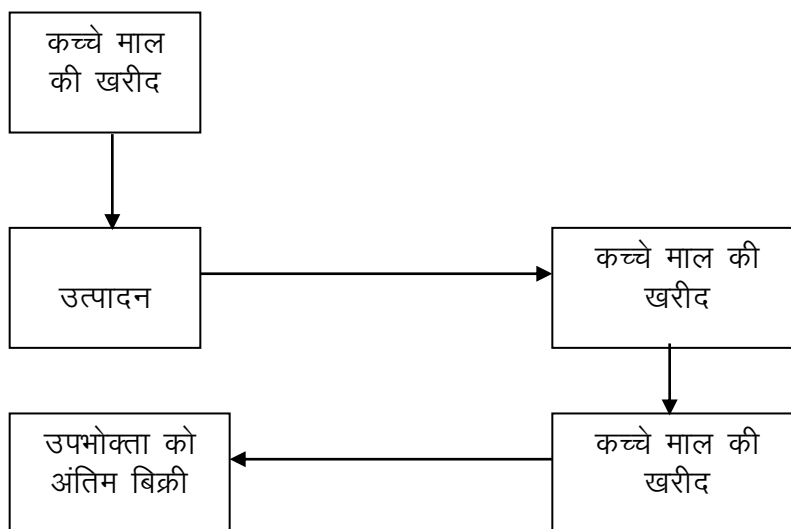 कच्चे माल
की खरीद
उत्पादन
कच्चे माल की
खरीद
कच्चे माल की
खरीद
उपभोक्ता को
अंतिम बिक्री